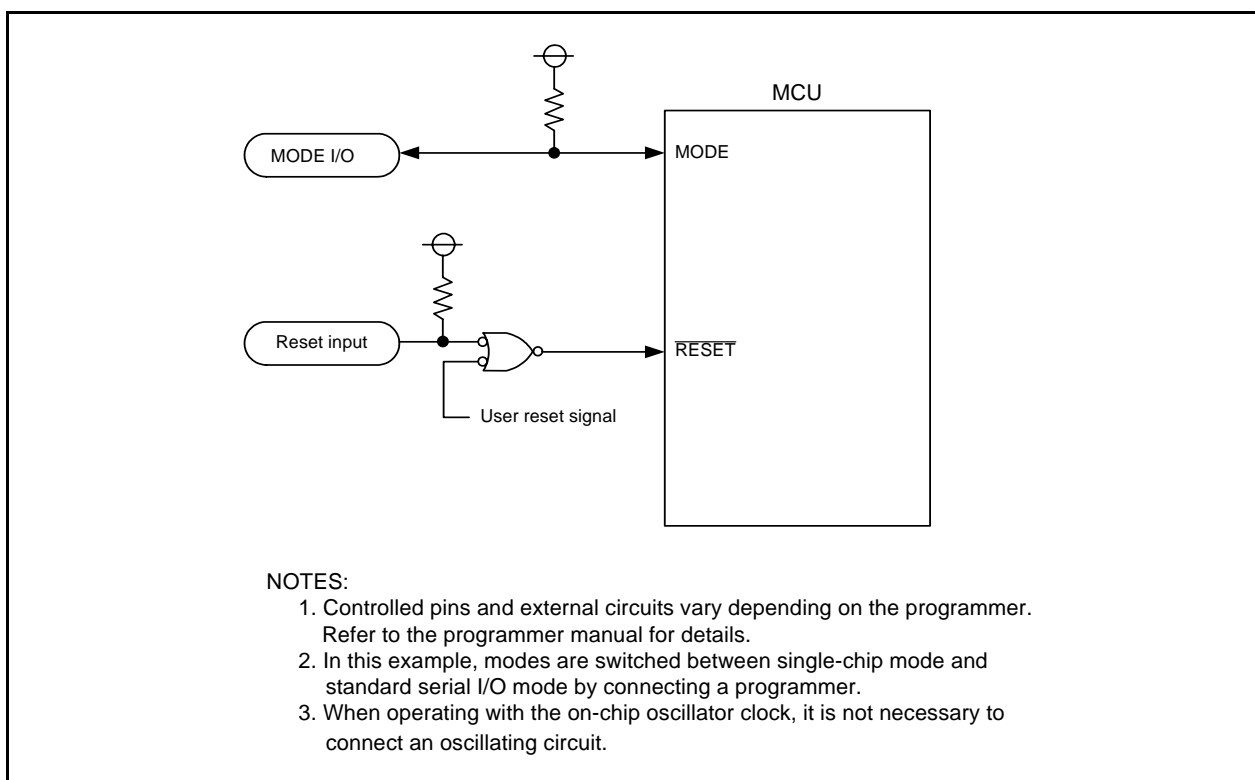 MCU
MODE I/O
MODE
Reset input
RESET
User reset signal
NOTES:
1. Controlled pins and external circuits vary depending on the programmer.
Refer to the programmer manual for details.
2. In this example, modes are switched between single-chip mode and
standard serial I/O mode by connecting a programmer.
3. When operating with the on-chip oscillator clock, it is not necessary to
connect an oscillating circuit.